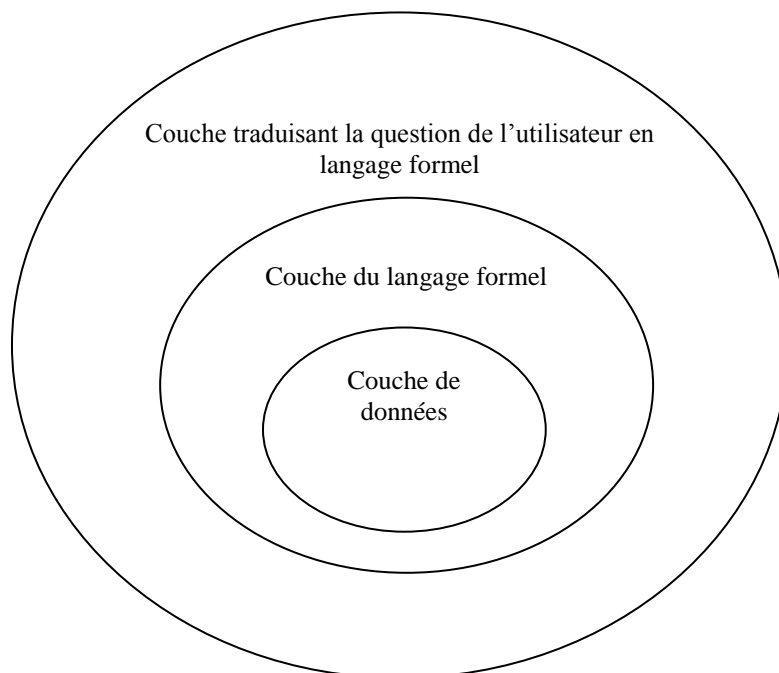 Couche traduisant la question de l’utilisateur en
langage formel
Couche du langage formel
Couche de
données